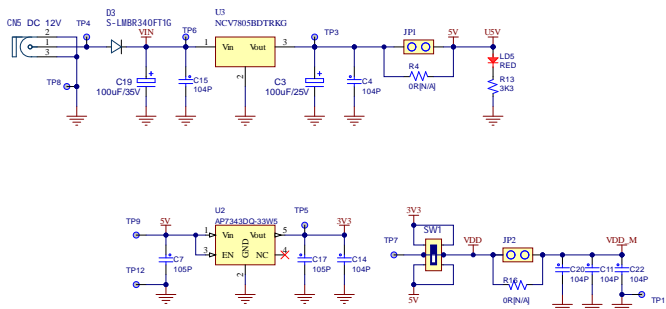 CN5 DC 12V
2
1
3
TP4
TP8
D3
S-LMBR340FT1G
VIN
C19
100uF/35V
TP6
C15
104P
U3
NCV7805BDTRKG
1
Vin
Vout
3
2
TP3
C3
100uF/25V
C4
104P
JP1
R4
0R[N/A]
5V
U5V
LD5
RED
R13
3K3
TP9
TP12
5V
C7
105P
U2
AP7343DQ-33W5
1
Vin
Vout
5
3
EN
GND
NC
4
2
TP5
3V3
C17
105P
C14
104P
3V3
SW1
TP7
5V
VDD
JP2
R16
0R[N/A]
VDD_M
C20
104P
C11
104P
C22
104P
TP1